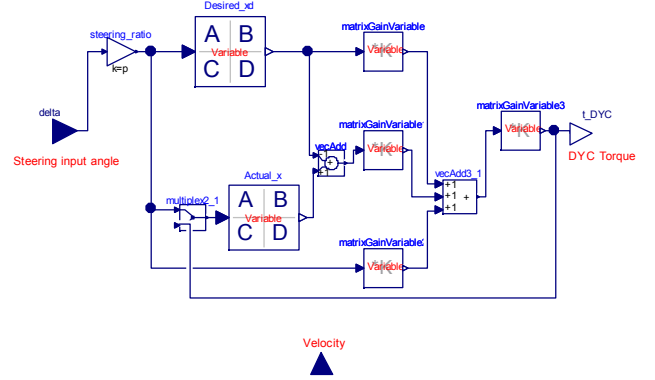 Desired_xd
steering_ratio
A B
Variable
C D
k=p
matrixGainVariable
*K
Variable
delta
Steering input angle
matrixGainVariable
*K
Variable
vecAdd
+
+1
matrixGainVariable3
*K
Variable
t_DYC
DYC Torque
vecAdd3_1
+1
+1 +
+1
Actual_x
multiplex2_1
A B
Variable
C D
matrixGainVariable
*K
Variable
Velocity